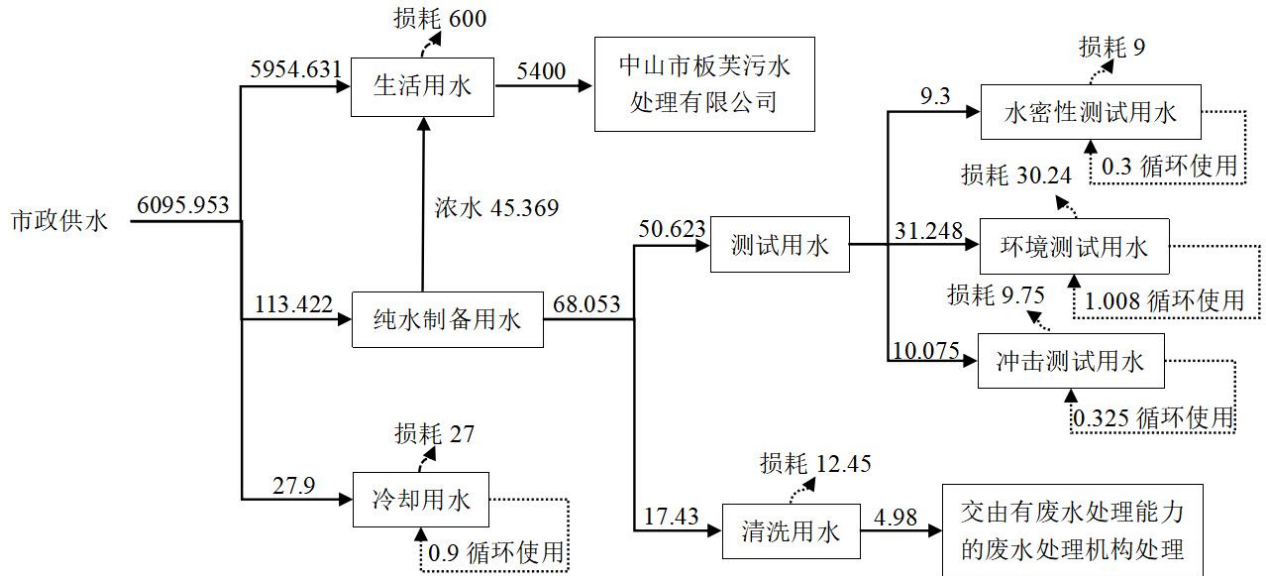 损耗 600
5954.631
生活用水
5400
中山市板芙污水
处理有限公司
损耗 9
9.3
水密性测试用水
0.3 循环使用
市政供水
6095.953
浓水 45.369
损耗 30.24
50.623
测试用水
31.248
环境测试用水
1.008 循环使用
113.422
纯水制备用水
68.053
损耗 9.75
10.075
冲击测试用水
0.325 循环使用
损耗 27
27.9
冷却用水
0.9 循环使用
损耗 12.45
17.43
清洗用水
4.98
交由有废水处理能力
的废水处理机构处理